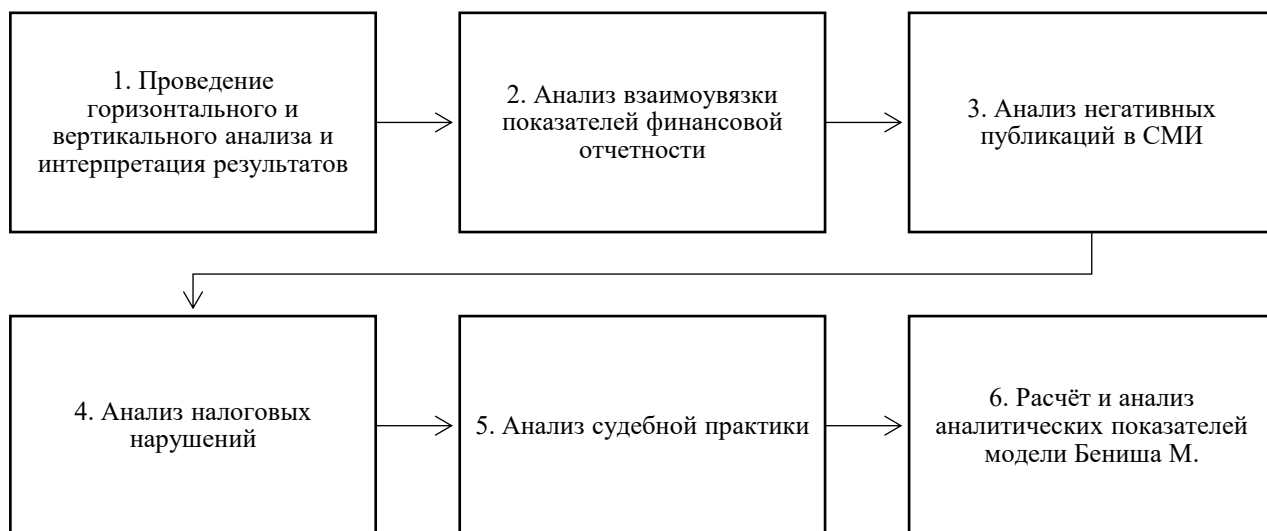 1. Проведение
горизонтального и
вертикального анализа и
интерпретация результатов
2. Анализ взаимоувязки
показателей финансовой
отчетности
3. Анализ негативных
публикаций в СМИ
4. Анализ налоговых
нарушений
5. Анализ судебной практики
6. Расчёт и анализ
аналитических показателей
модели Бениша М.